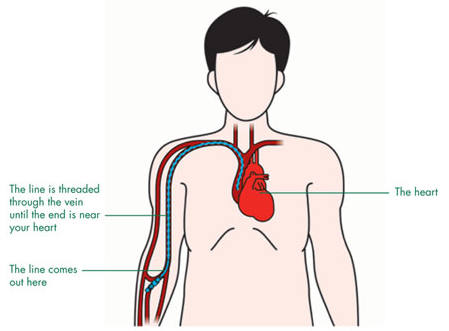 The line is threaded
through the vein
until the end is near
your heart
The heart
The line comes
out here